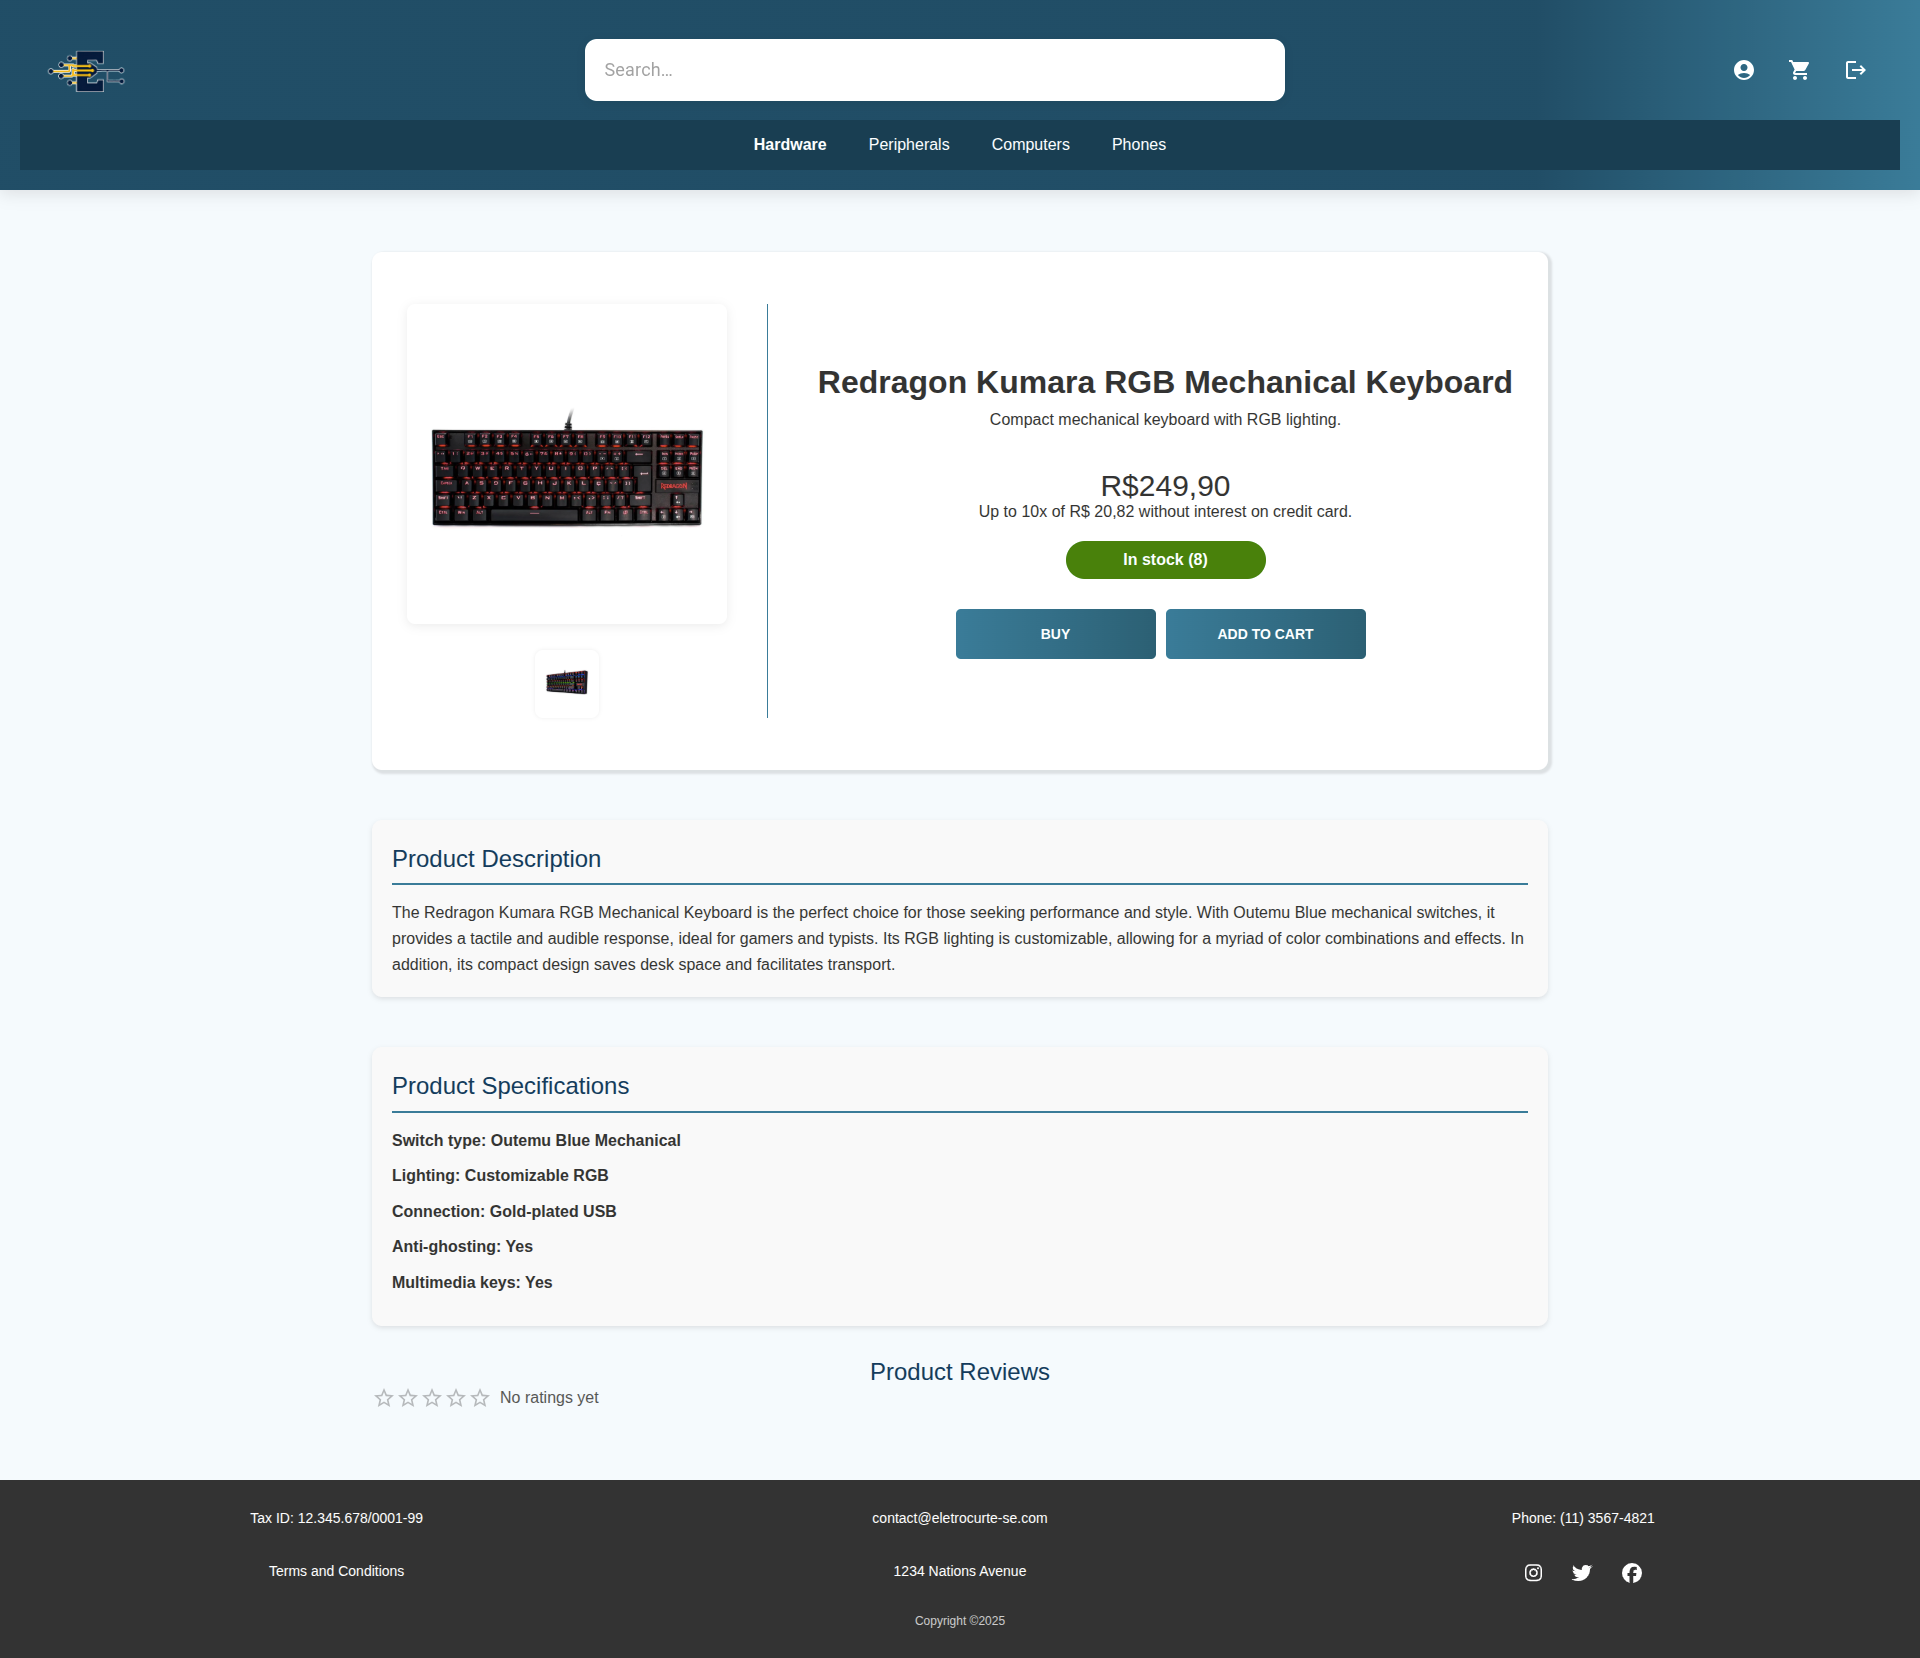 Search...
Hardware Peripherals Computers Phones
Redragon Kumara RGB Mechanical Keyboard
Compact mechanical keyboard with RGB lighting.
R$249,90
Up to 10x of R$ 20,82 without interest on credit card.
In stock (8)
BUY ADD TO CART
Product Description
The Redragon Kumara RGB Mechanical Keyboard is the perfect choice for those seeking performance and style. With Outemu Blue mechanical switches, it
provides a tactile and audible response, ideal for gamers and typists. Its RGB lighting is customizable, allowing for a myriad of color combinations and effects. In
addition, its compact design saves desk space and facilitates transport.
Product Specifications
Switch type: Outemu Blue Mechanical
Lighting: Customizable RGB
Connection: Gold-plated USB
Anti-ghosting: Yes
Multimedia keys: Yes
Product Reviews
No ratings yet
Tax ID: 12.345.678/0001-99
contact@eletrocurte-se.com
Phone: (11) 3567-4821
Terms and Conditions
1234 Nations Avenue
Copyright ©2025